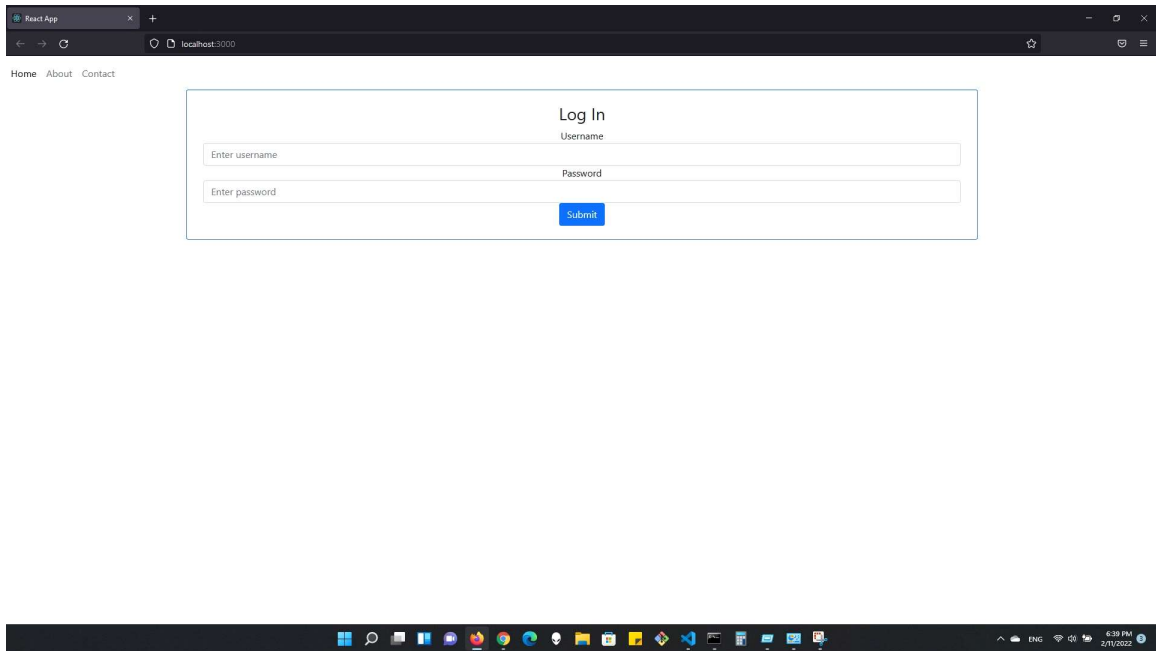 React App
localhost:3000
Home About Contact
Log In
Username
Enter username
Password
Enter password
Submit
ENG
6:39 PM
2/11/2022